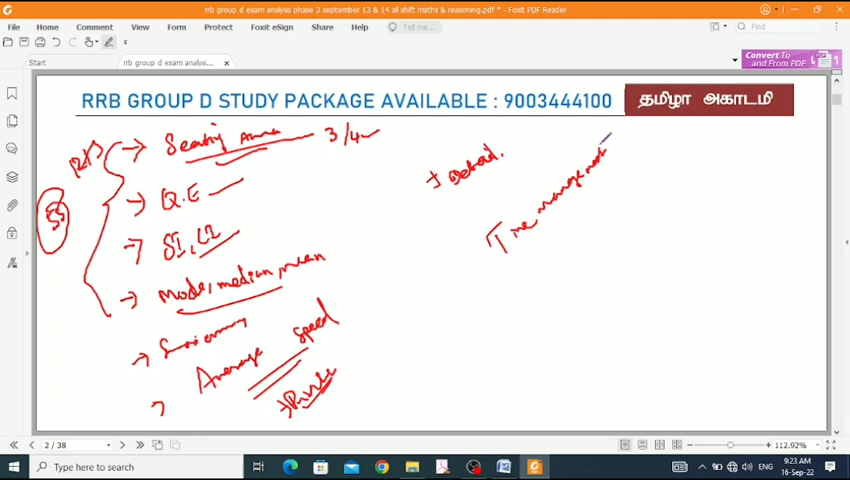 rrb group d exam analysis phase 3 september 13 & 14 all shift maths & reasoning.pdf * - Foxit PDF Reader
File Home Comment View Form Protect Foxit eSign Share Help Tell me... Find
Start rrb group d exam analysis... Convert To
and From PDF
RRB GROUP D STUDY PACKAGE AVAILABLE : 9003444100 தமிழா அகாடமி
→ Seating 3/4
→ Q.E
→ SI, CI
→ Mode, median, mean
Average Speed
→ Puzzle
→ Detail.
Time management
2 / 38 112.92%
Type here to search ENG 9:23 AM
16-Sep-22